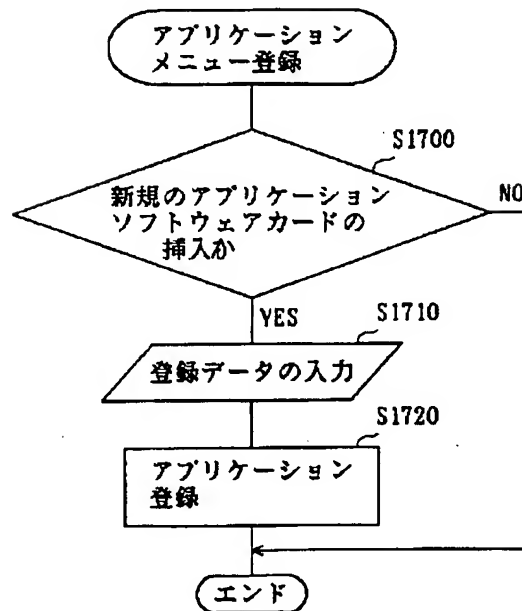 アプリケーション
メニュー登録
S1700
新規のアプリケーション
ソフトウェアカードの
挿入か
NO
YES
S1710
登録データの入力
S1720
アプリケーション
登録
エンド